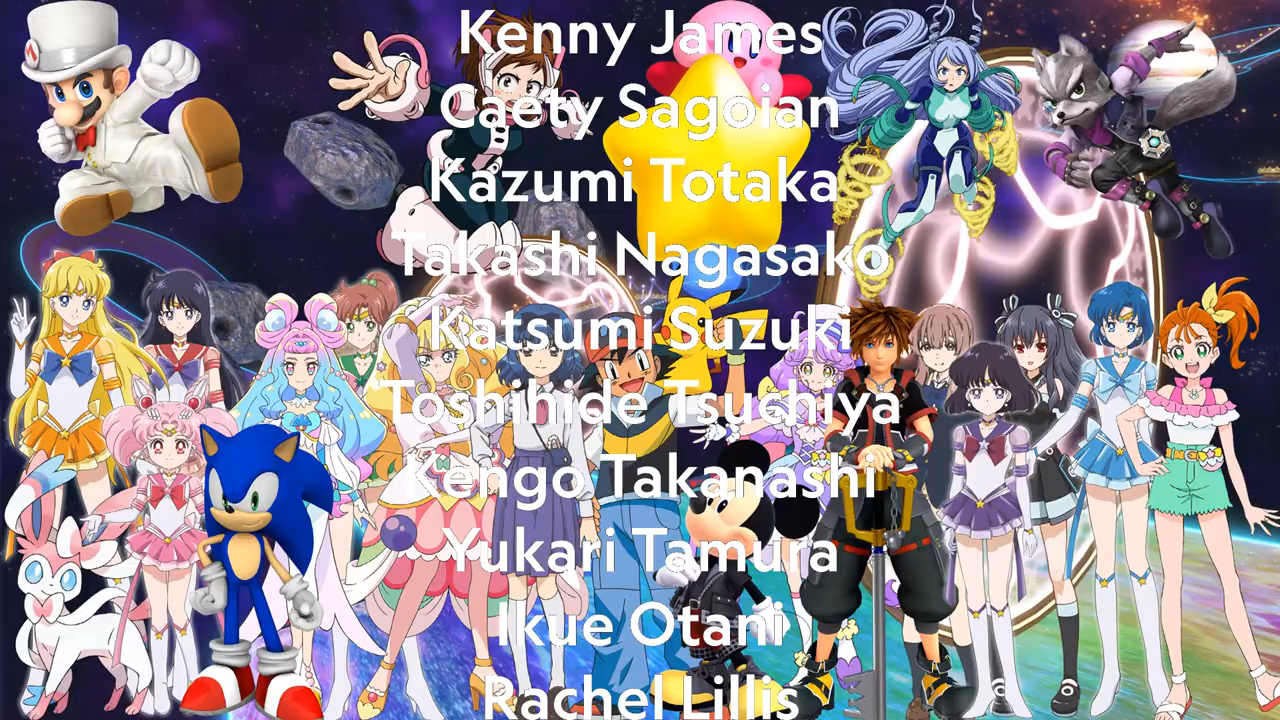 Kenny James
Caety Sagoian
Kazumi Totaka
Takashi Nagasako
Katsumi Suzuki
Toshihide Tsuchiya
Kengo Takanashi
Yukari Tamura
Ikue Otani
Rachel Lillis